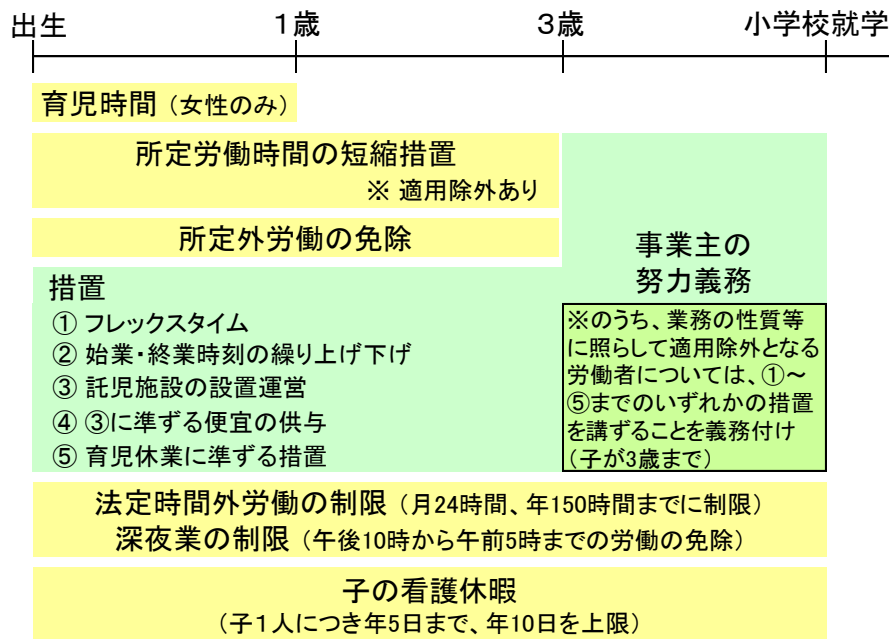 出生 1歳 3歳 小学校就学
育児時間（女性のみ）
所定労働時間の短縮措置
※ 適用除外あり
所定外労働の免除
措置
① フレックスタイム
② 始業・終業時刻の繰り上げ下げ
③ 託児施設の設置運営
④ ③に準ずる便宜の供与
⑤ 育児休業に準ずる措置
事業主の
努力義務
※のうち、業務の性質等
に照らして適用除外となる
労働者については、①～
⑤までのいずれかの措置
を講ずることを義務付け
（子が3歳まで）
法定時間外労働の制限（月24時間、年150時間までに制限）
深夜業の制限（午後10時から午前5時までの労働の免除）
子の看護休暇
（子１人につき年5日まで、年10日を上限）